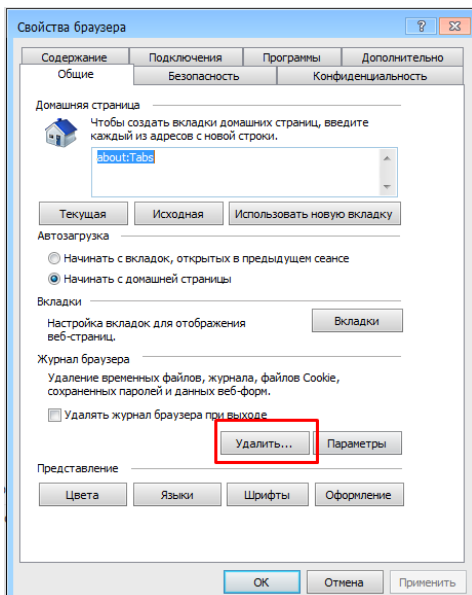 Свойства браузера
Содержание Подключения Программы Дополнительно
Общие Безопасность Конфиденциальность
Домашняя страница
Чтобы создать вкладки домашних страниц, введите
каждый из адресов с новой строки.
about:Tabs
Текущая Исходная Использовать новую вкладку
Автозагрузка
Начинать с вкладок, открытых в предыдущем сеансе
Начинать с домашней страницы
Вкладки
Настройка вкладок для отображения
веб-страниц.
Вкладки
Журнал браузера
Удаление временных файлов, журнала, файлов Cookie,
сохраненных паролей и данных веб-форм.
Удалять журнал браузера при выходе
Удалить... Параметры
Представление
Цвета Языки Шрифты Оформление
ОК Отмена Применить